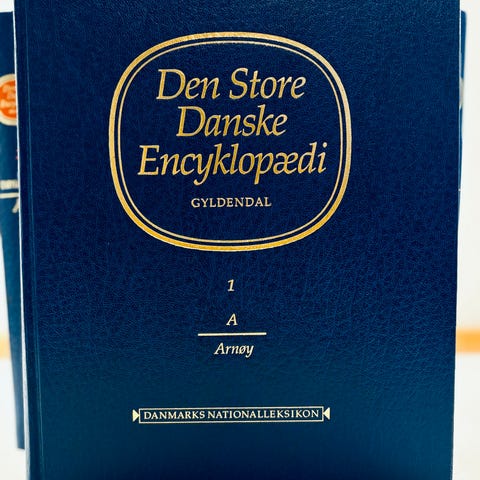 Den Store
Danske
Encyklopædi
GYLDENDAL
1
A
Arnøy
DANMARKS NATIONALLEKSIKON